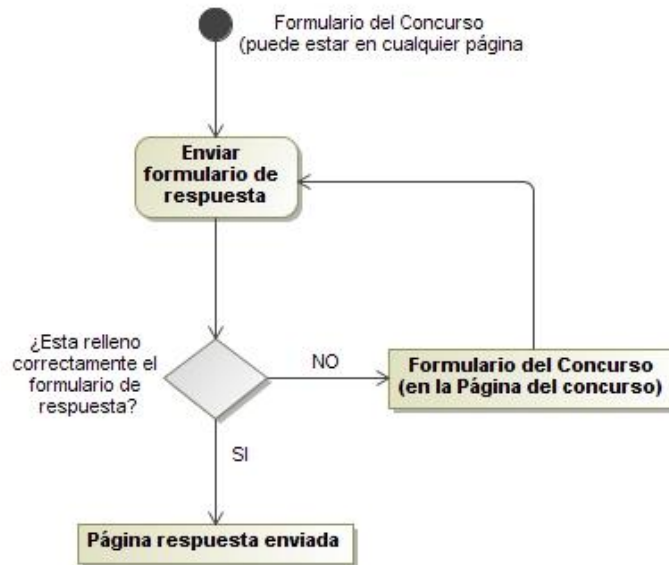 Formulario del Concurso
(puede estar en cualquier página
Enviar
formulario de
respuesta
¿Esta relleno
correctamente el
formulario de
respuesta?
NO
Formulario del Concurso
(en la Página del concurso)
SI
Página respuesta enviada